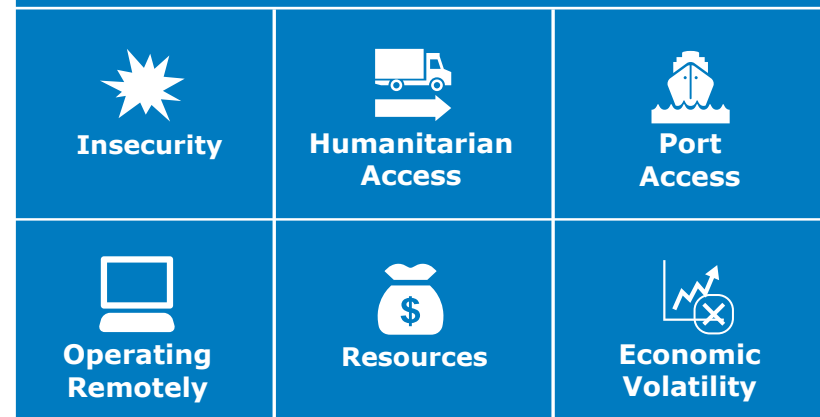 Insecurity
Humanitarian
Access
Port
Access
$
Operating
Remotely
Resources
Economic
Volatility